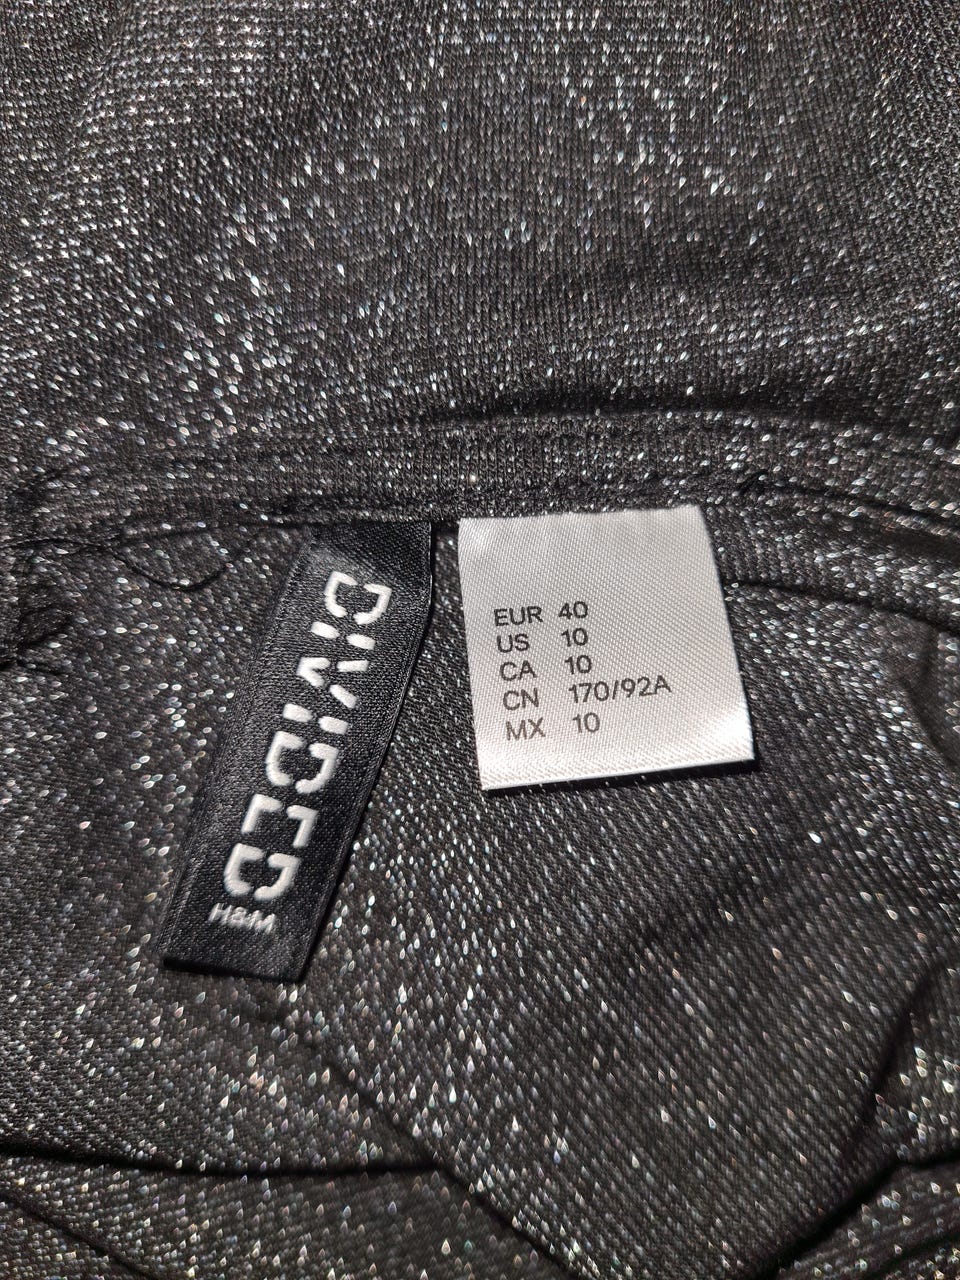 DIVIDED
H&M
EUR 40
US 10
CA 10
CN 170/92A
MX 10